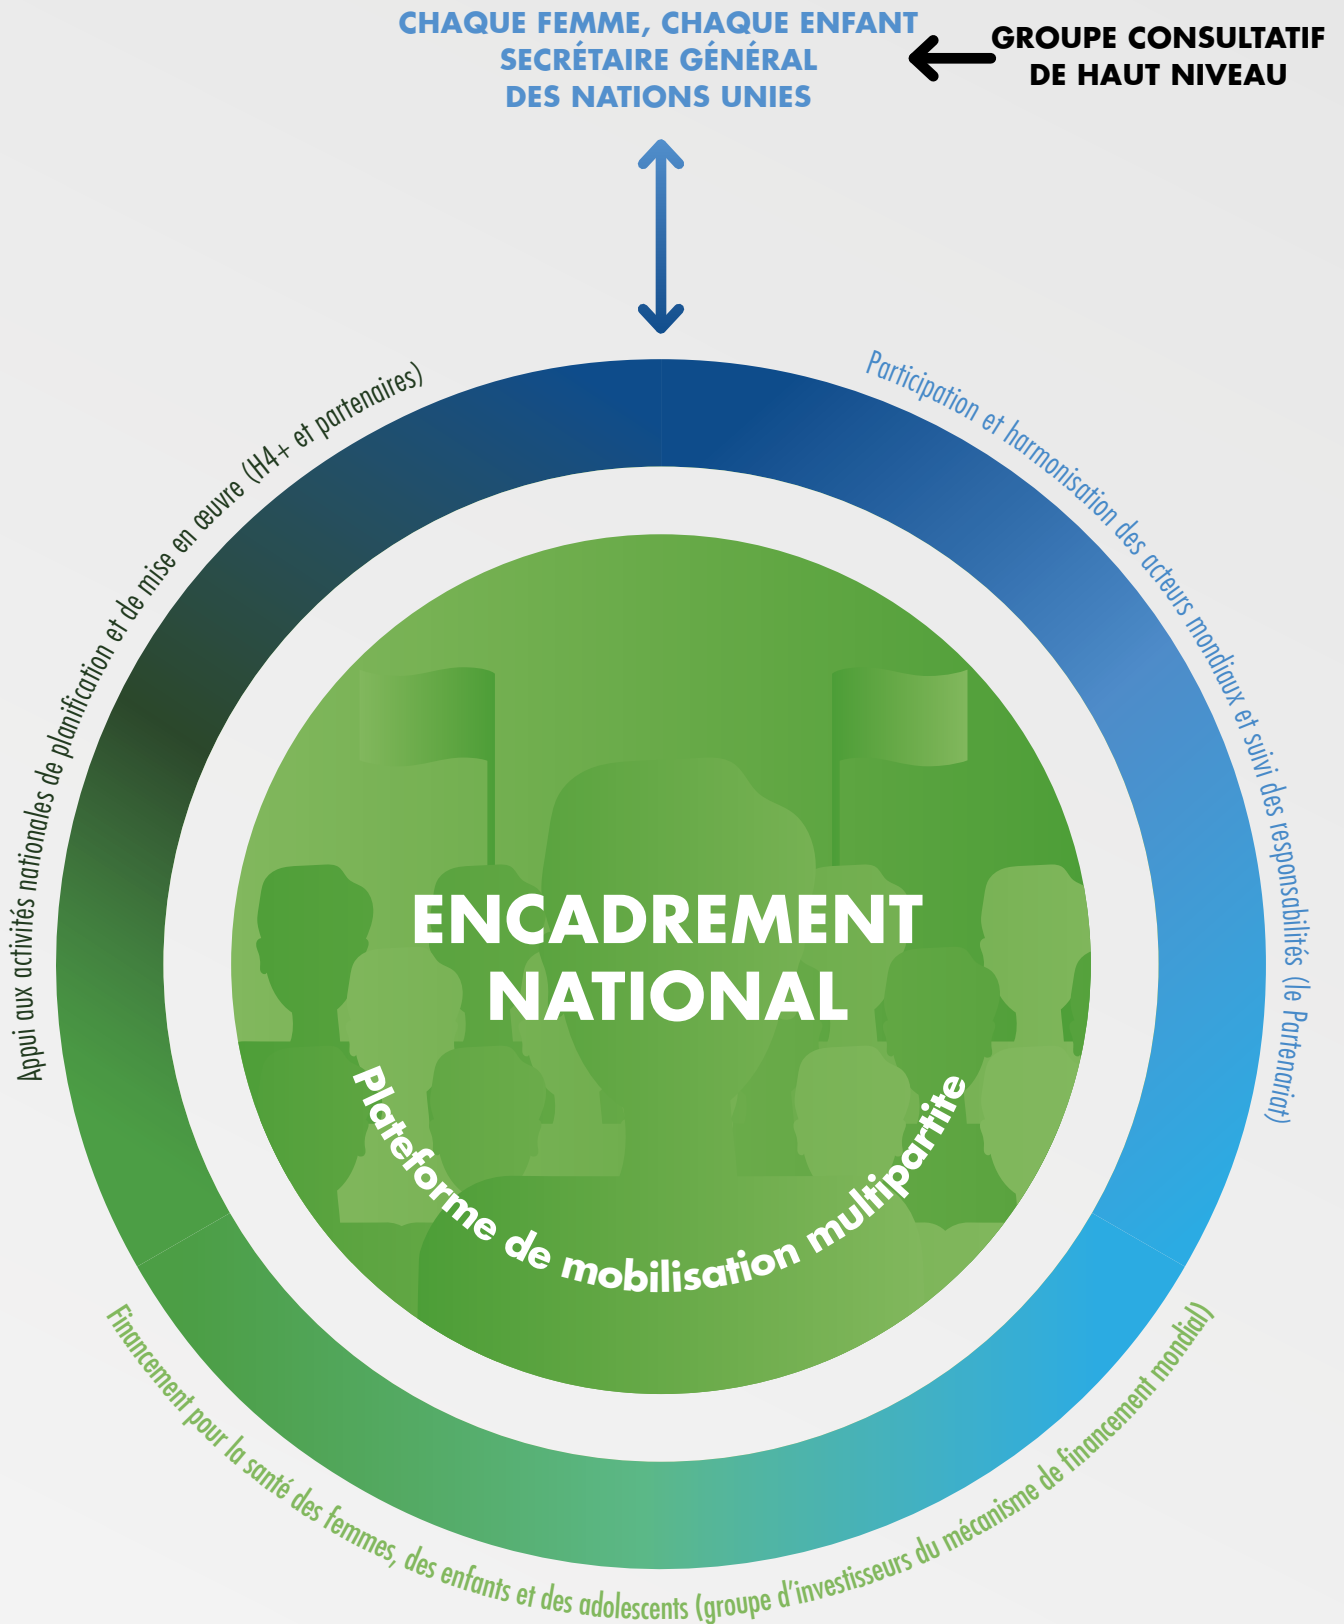 CHAQUE FEMME, CHAQUE ENFANT
SECRÉTAIRE GÉNÉRAL
DES NATIONS UNIES
GROUPE CONSULTATIF
DE HAUT NIVEAU
Appui aux activités nationales de planification et de mise en œuvre (H4+ et partenaires)
Participation et harmonisation des acteurs mondiaux et suivi des responsabilités (le Partenariat)
ENCADREMENT
NATIONAL
Plateforme de mobilisation multipartite
Financement pour la santé des femmes, des enfants et des adolescents (groupe d’investisseurs du mécanisme de financement mondial)